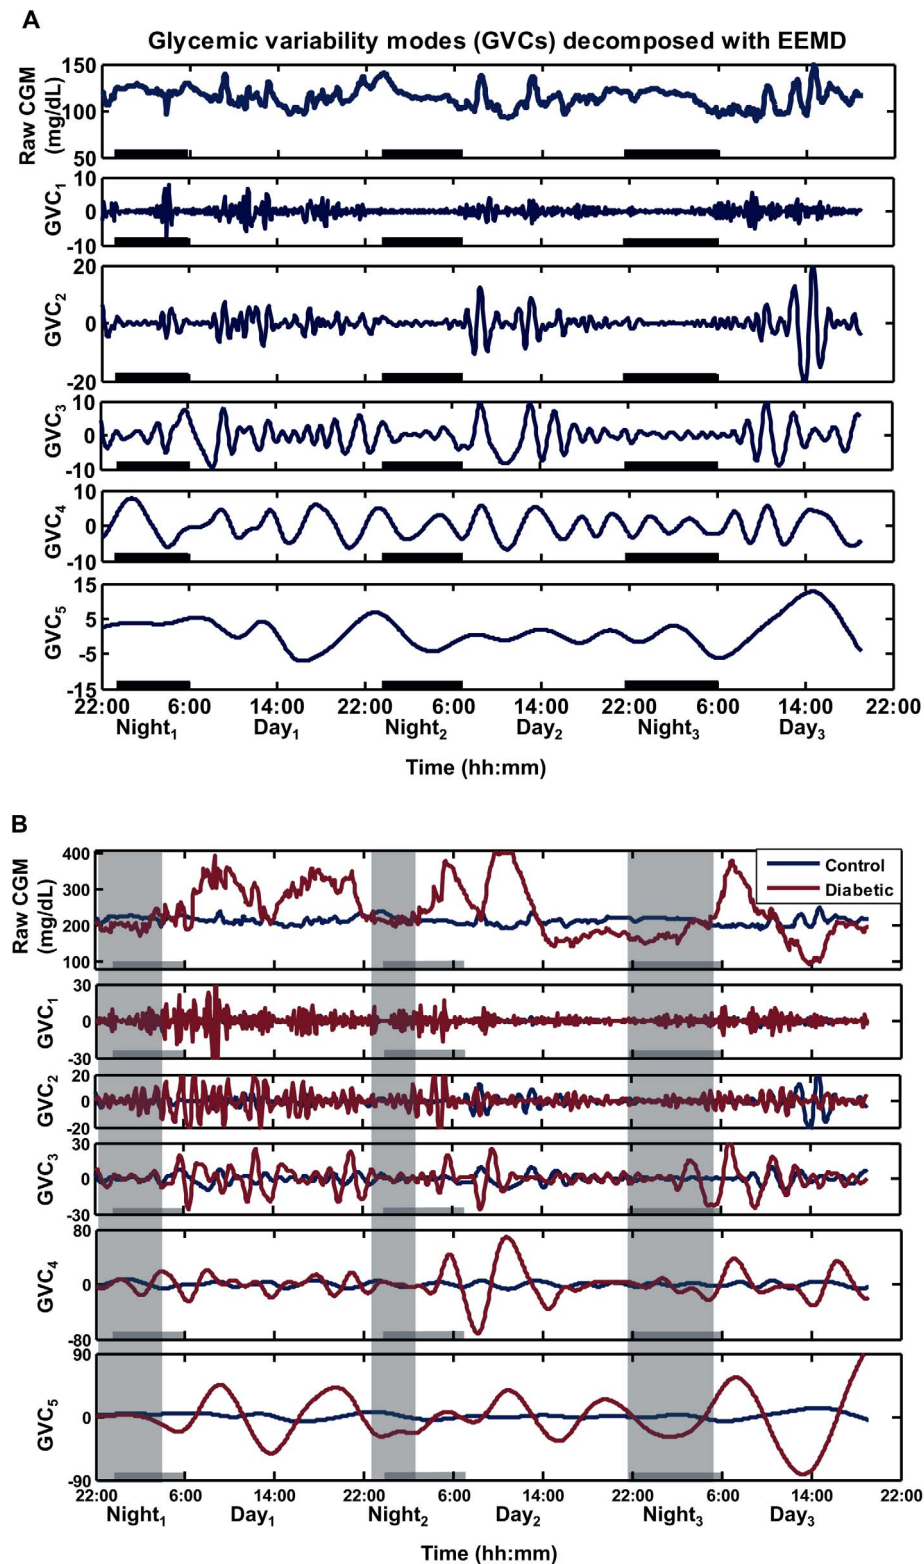 A
Glycemic variability modes (GVCs) decomposed with EEMD
Raw CGM
(mg/dL)
150
100
50
GVC₁
10
0
-10
GVC₂
20
0
-20
GVC₃
10
0
-10
GVC₄
10
0
-10
GVC₅
15
5
-5
-15
22:00 6:00 14:00 22:00 6:00 14:00 22:00 6:00 14:00 22:00
Night₁ Day₁ Night₂ Day₂ Night₃ Day₃
Time (hh:mm)
B
Raw CGM
(mg/dL)
400
300
200
100
Control
Diabetic
GVC₁
30
0
-30
GVC₂
20
0
-20
GVC₃
30
0
-30
GVC₄
80
0
-80
GVC₅
90
0
-90
22:00 6:00 14:00 22:00 6:00 14:00 22:00 6:00 14:00 22:00
Night₁ Day₁ Night₂ Day₂ Night₃ Day₃
Time (hh:mm)